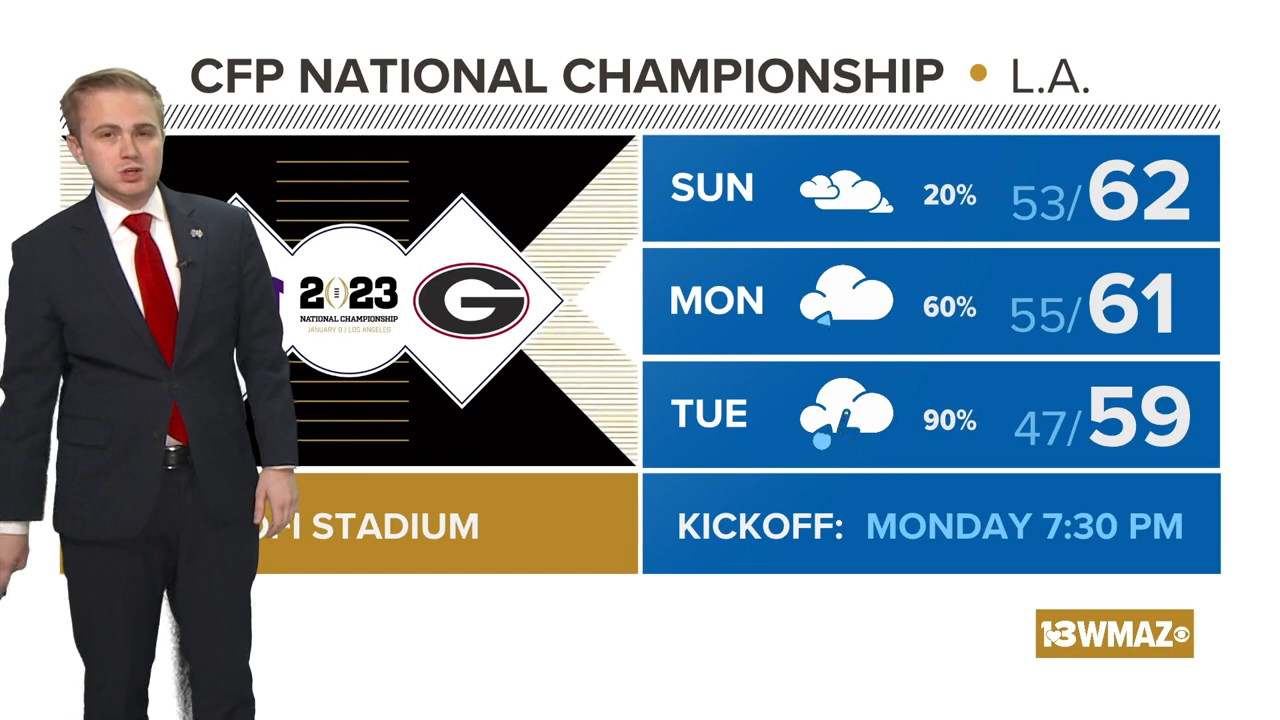 CFP NATIONAL CHAMPIONSHIP • L.A.
2023
NATIONAL CHAMPIONSHIP
JANUARY 9 | LOS ANGELES
G
STADIUM
SUN 20% 53/62
MON 60% 55/61
TUE 90% 47/59
KICKOFF: MONDAY 7:30 PM
13WMAZ